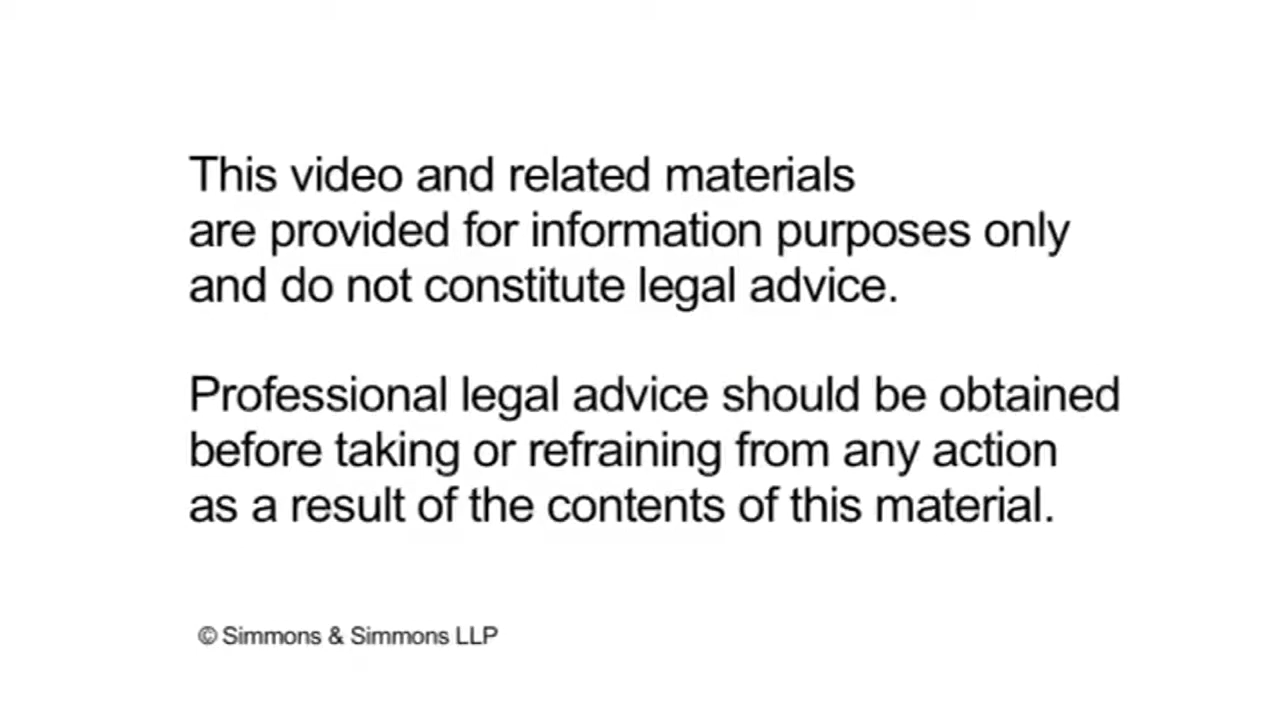 This video and related materials
are provided for information purposes only
and do not constitute legal advice.
Professional legal advice should be obtained
before taking or refraining from any action
as a result of the contents of this material.
© Simmons & Simmons LLP